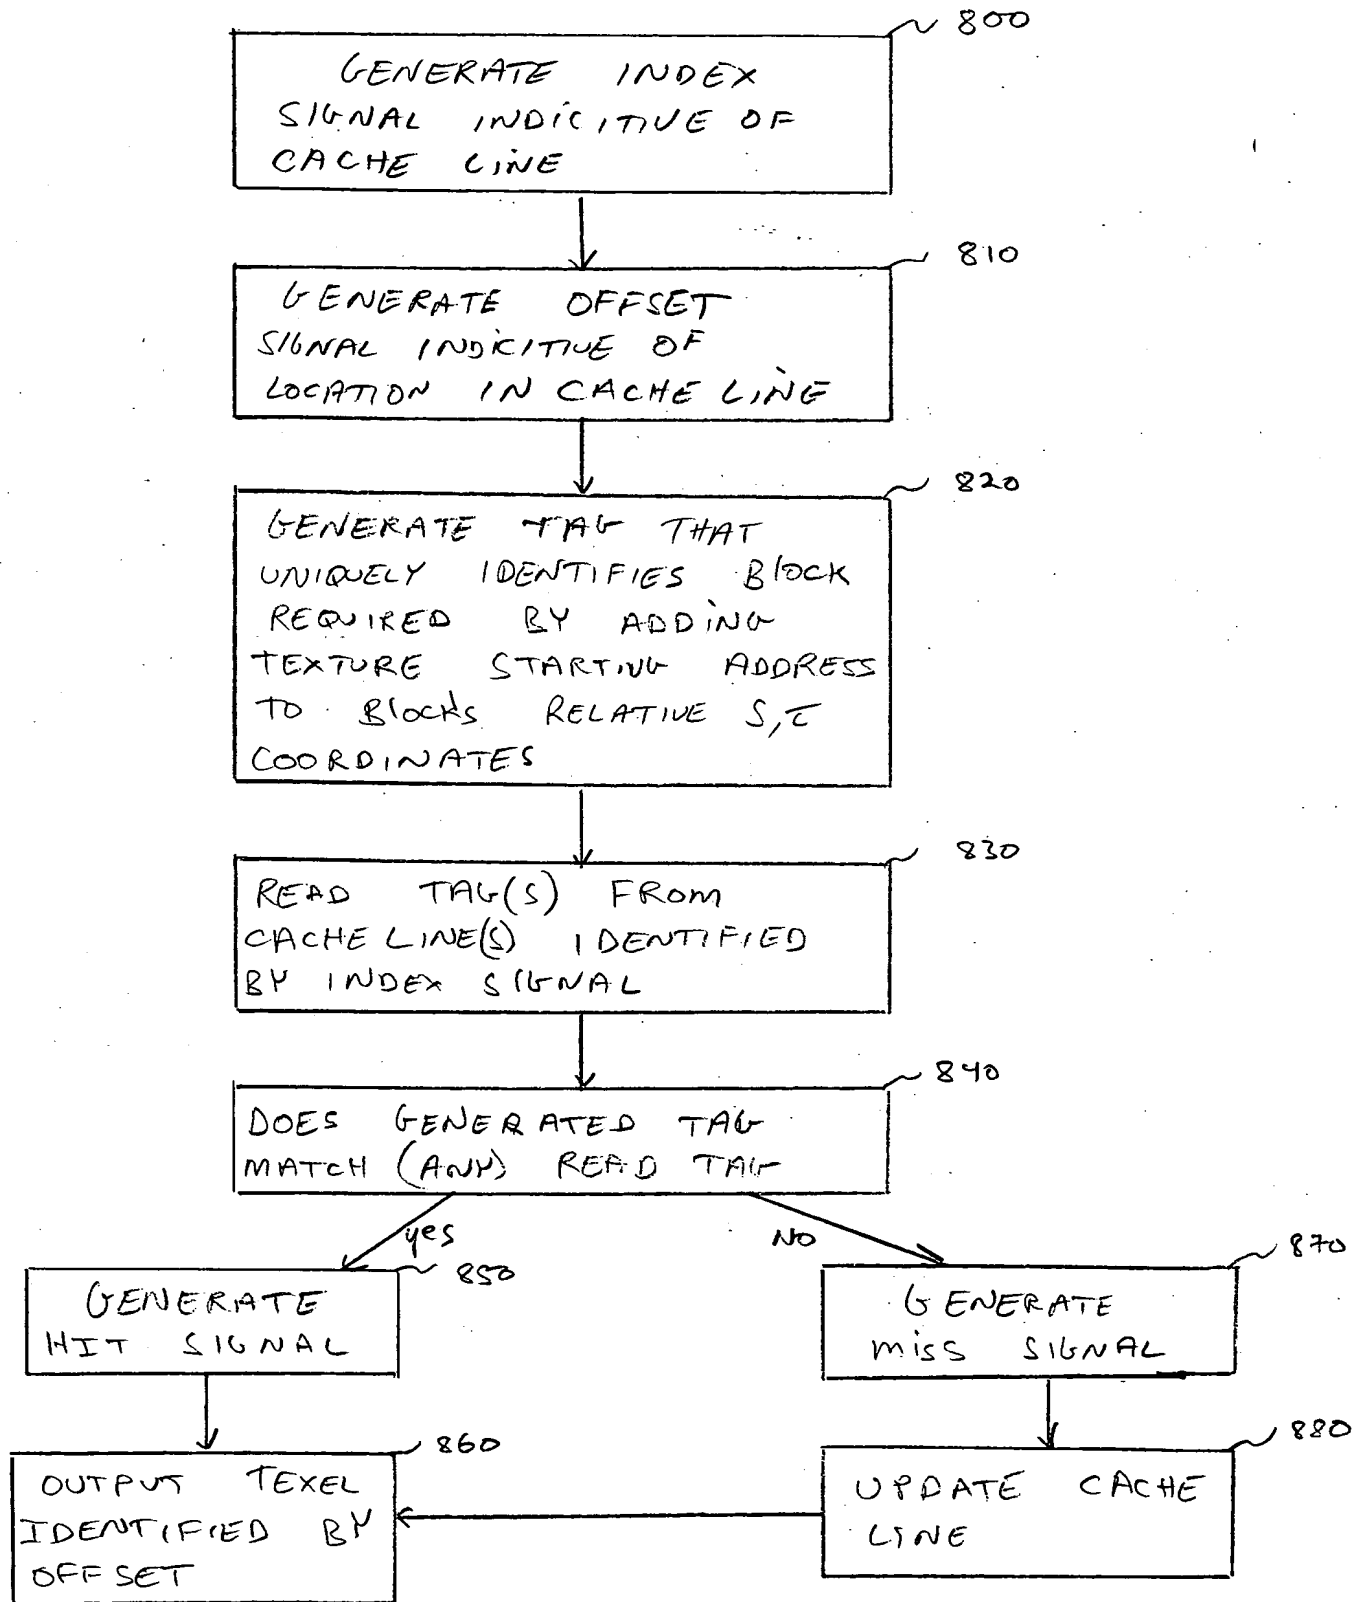 800
GENERATE INDEX
SIGNAL INDICITIVE OF
CACHE LINE
810
GENERATE OFFSET
SIGNAL INDICITIVE OF
LOCATION IN CACHE LINE
820
GENERATE TAG THAT
UNIQUELY IDENTIFIES Block
REQUIRED BY ADDING
TEXTURE STARTING ADDRESS
TO Blocks RELATIVE S,T
COORDINATES
830
READ TAG(S) FROM
CACHE LINE(S) IDENTIFIED
BY INDEX SIGNAL
840
DOES GENERATED TAG
MATCH (ANY) READ TAG
yes
NO
850
GENERATE
HIT SIGNAL
870
GENERATE
MISS SIGNAL
860
OUTPUT TEXEL
IDENTIFIED BY
OFFSET
880
UPDATE CACHE
LINE